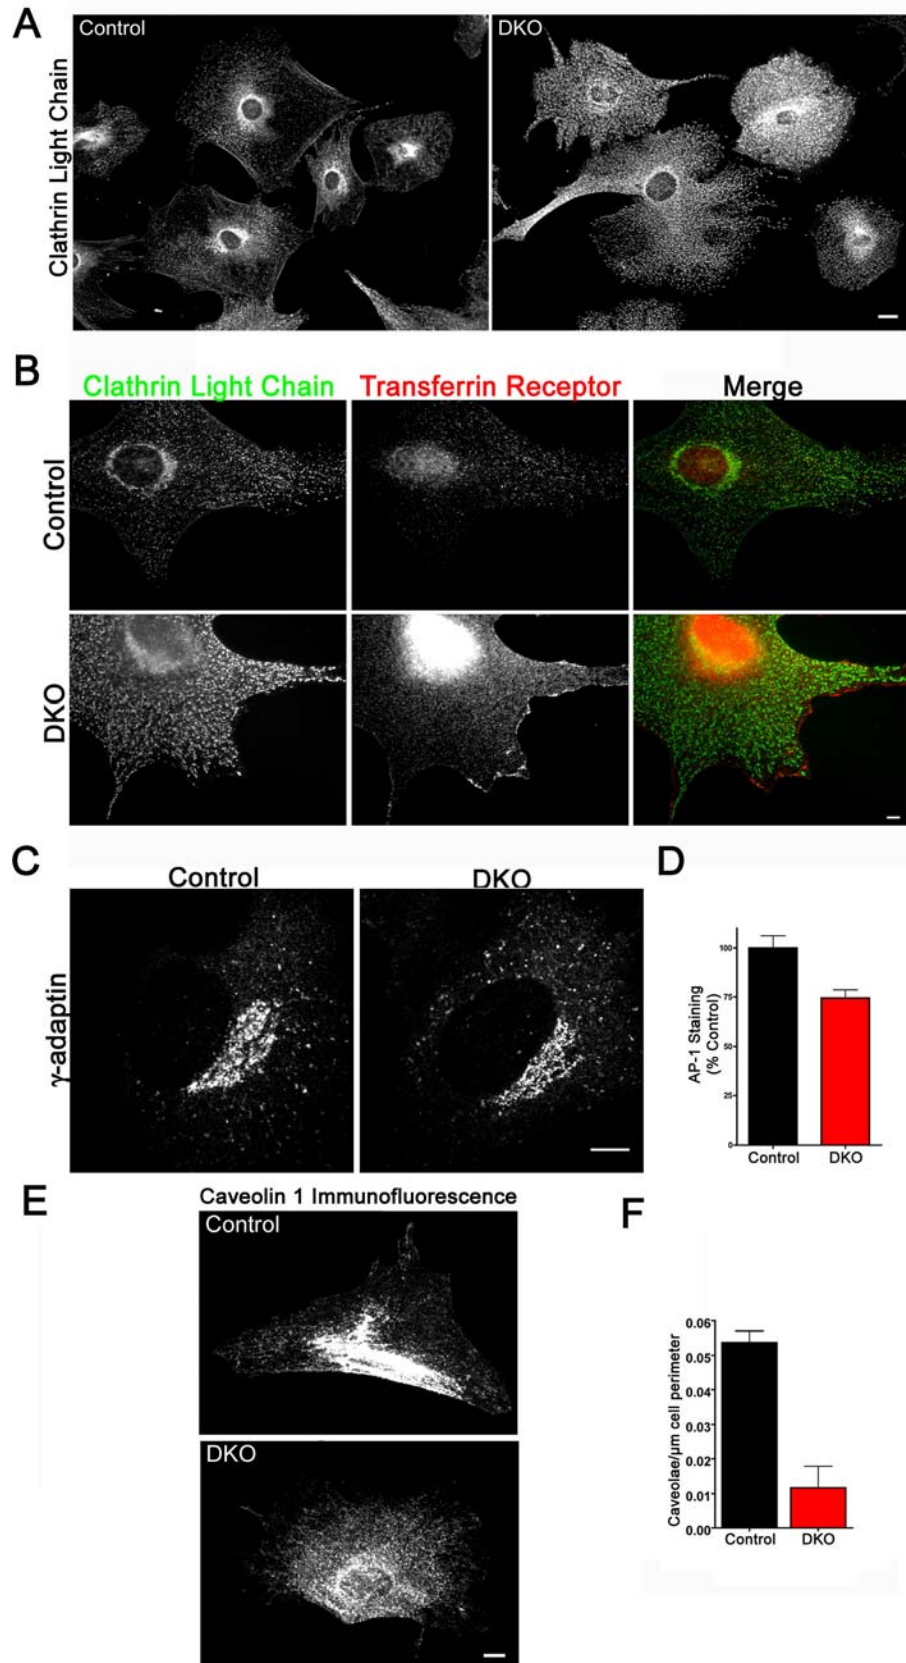 A
Control
DKO
Clathrin Light Chain
B
Clathrin Light Chain
Transferrin Receptor
Merge
Control
DKO
C
Control
DKO
γ-adaptin
D
AP-1 Staining
(% Control)
100
75
50
25
0
Control
DKO
E
Caveolin 1 Immunofluorescence
Control
DKO
F
Caveolae/μm cell perimeter
0.06
0.05
0.04
0.03
0.02
0.01
0.00
Control
DKO